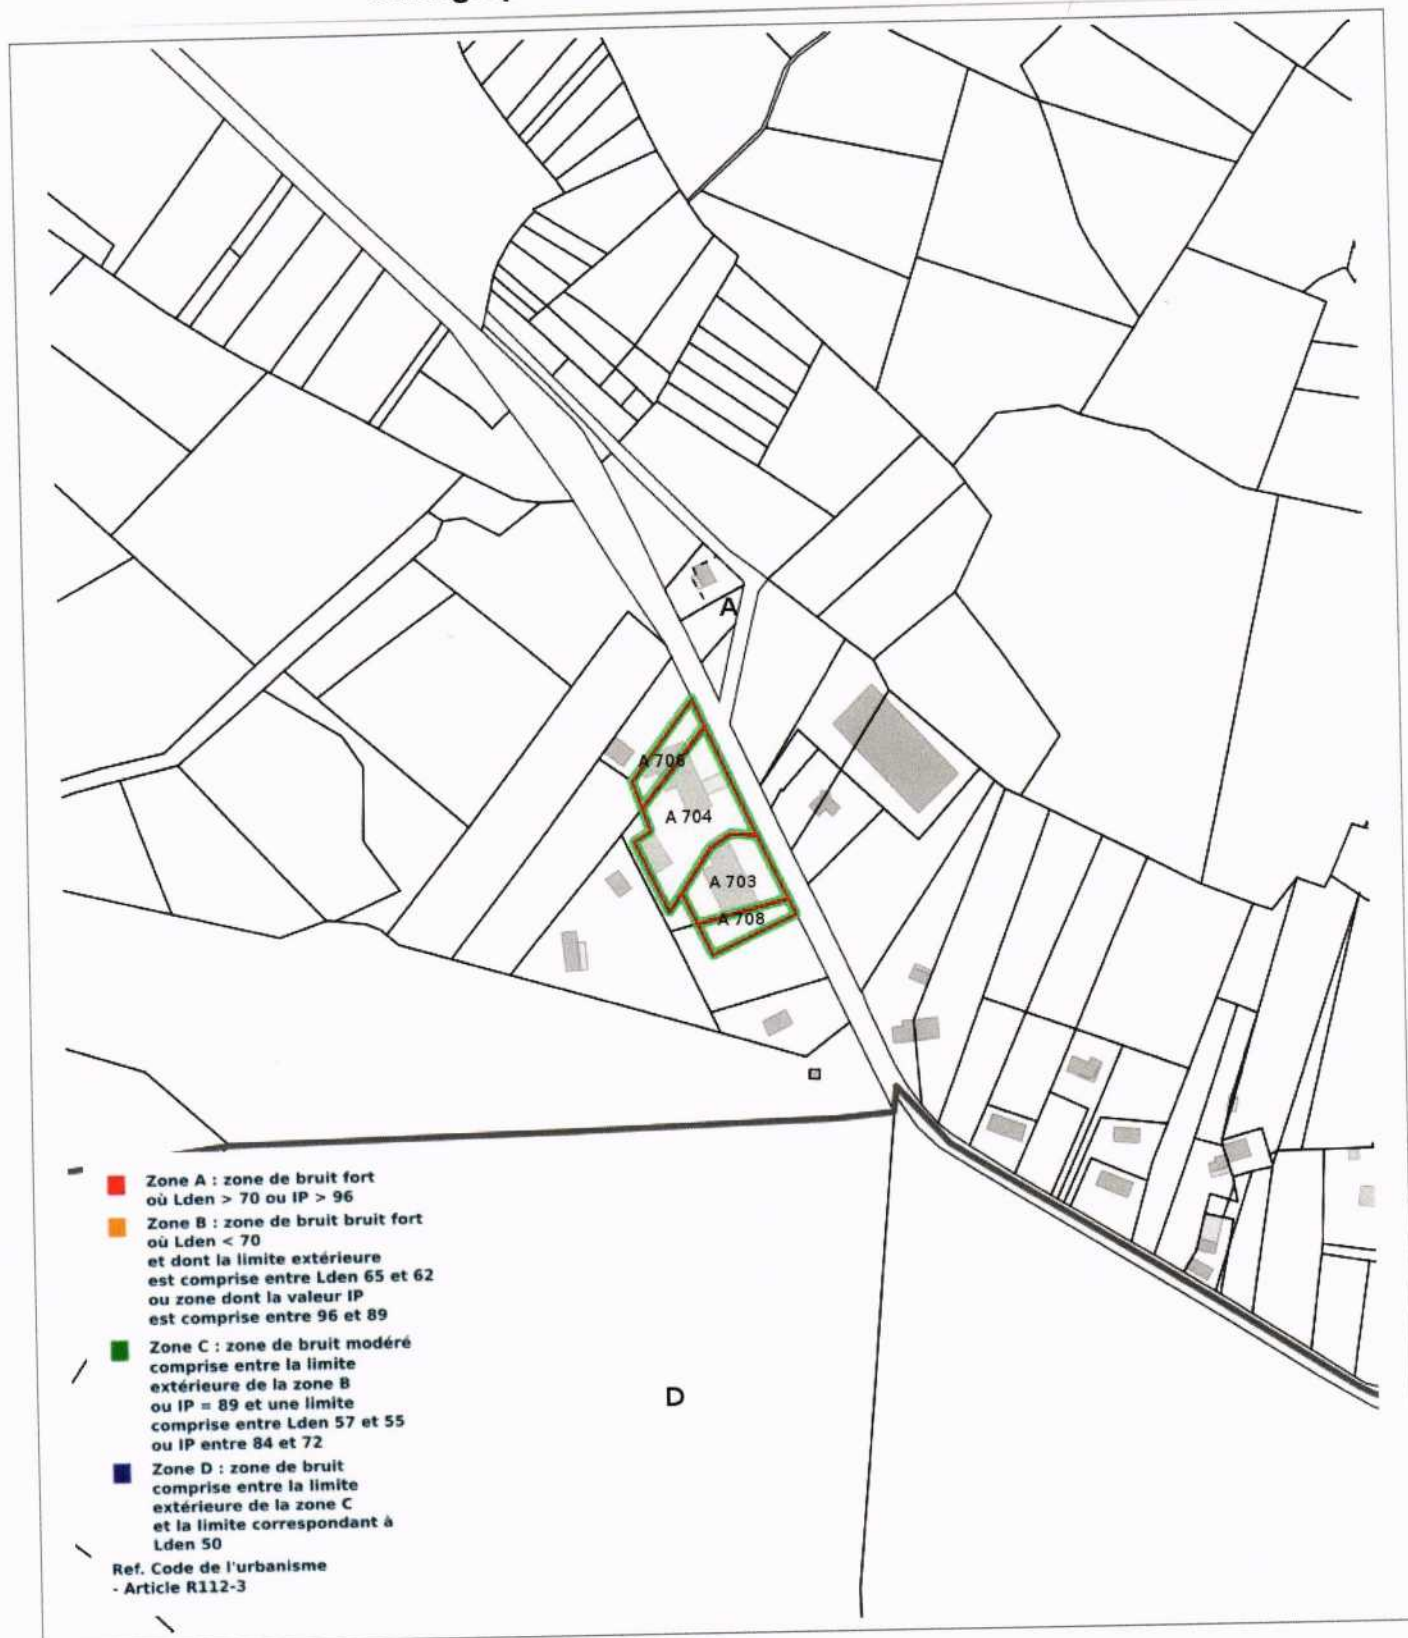 A
A 706
A 704
A 703
A 708
Zone A : zone de bruit fort
où Lden > 70 ou IP > 96
Zone B : zone de bruit bruit fort
où Lden < 70
et dont la limite extérieure
est comprise entre Lden 65 et 62
ou zone dont la valeur IP
est comprise entre 96 et 89
Zone C : zone de bruit modéré
comprise entre la limite
extérieure de la zone B
ou IP = 89 et une limite
comprise entre Lden 57 et 55
ou IP entre 84 et 72
D
Zone D : zone de bruit
comprise entre la limite
extérieure de la zone C
et la limite correspondant à
Lden 50
Ref. Code de l'urbanisme
- Article R112-3